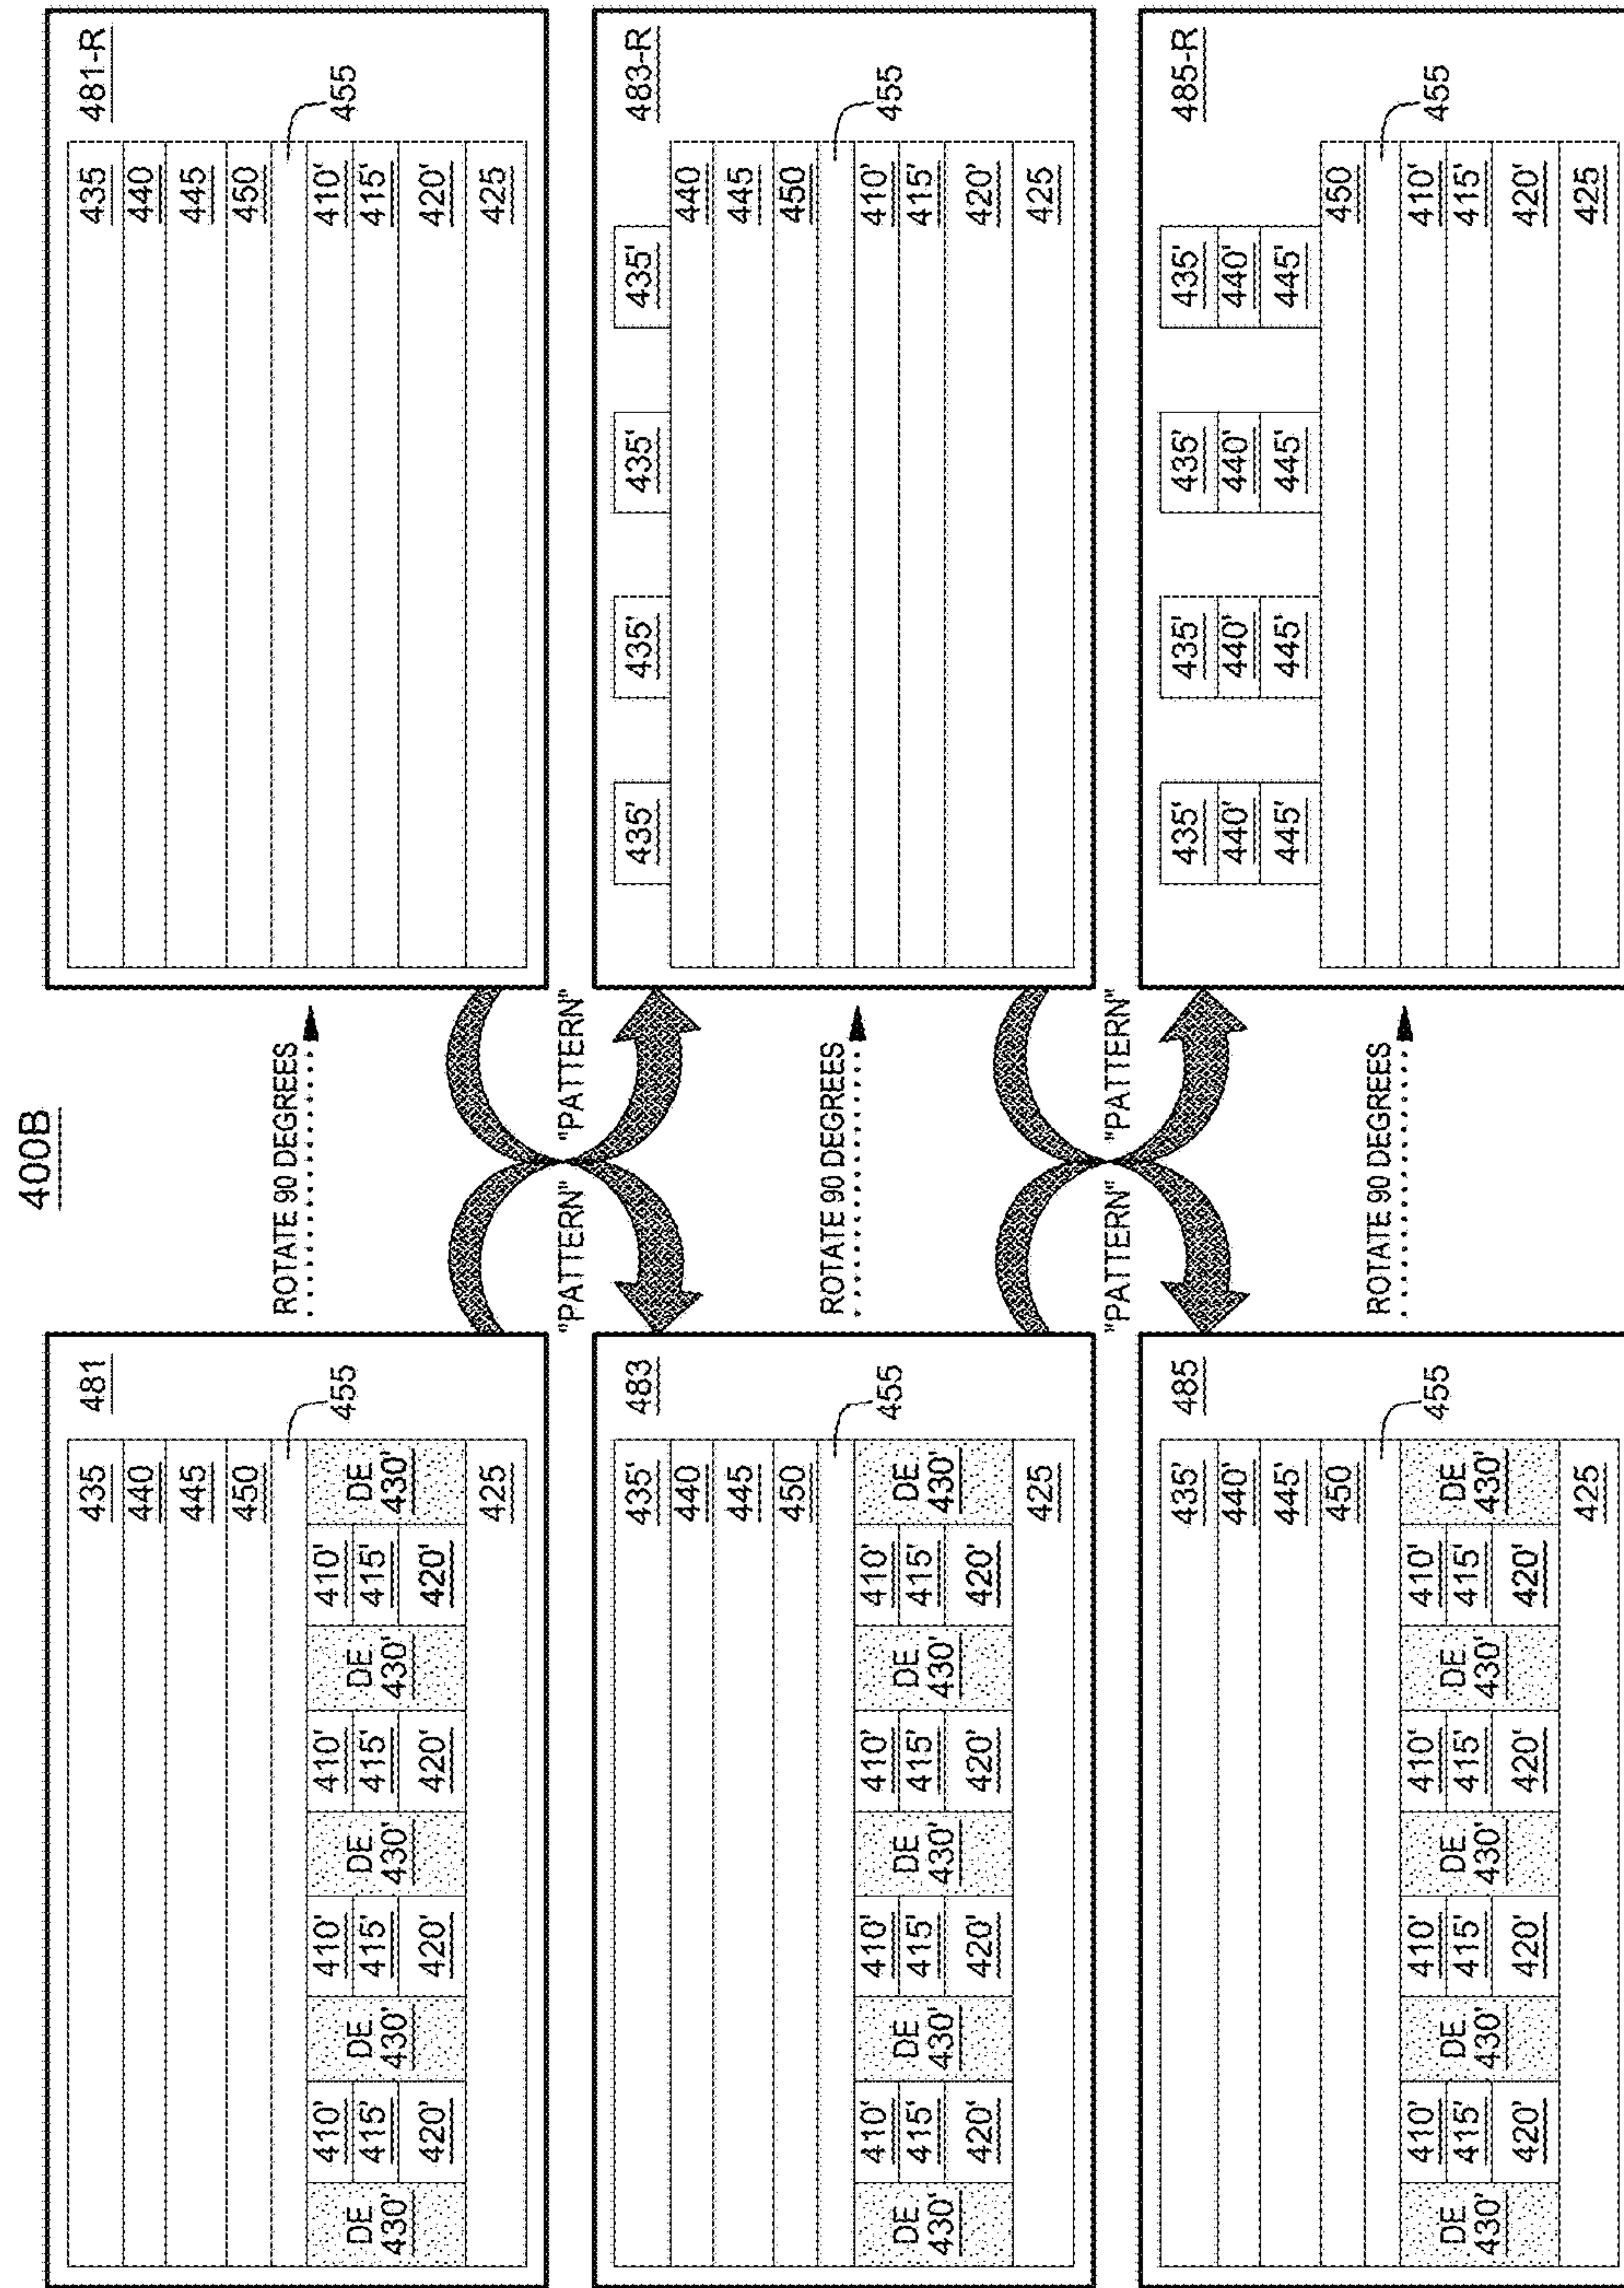 400B
481
435
440
445
450
455
DE 410' DE 410' DE 410' DE 410' DE
430' 415' 430' 415' 430' 415' 430' 415' 430'
420' 420' 420' 420'
425
ROTATE 90 DEGREES
481-R
435
440
445
450
455
410'
415'
420'
425
"PATTERN" "PATTERN"
483
435'
440
445
450
455
DE 410' DE 410' DE 410' DE 410' DE
430' 415' 430' 415' 430' 415' 430' 415' 430'
420' 420' 420' 420'
425
ROTATE 90 DEGREES
483-R
435' 435' 435' 435'
440
445
450
455
410'
415'
420'
425
"PATTERN" "PATTERN"
485
435'
440'
445'
450
455
DE 410' DE 410' DE 410' DE 410' DE
430' 415' 430' 415' 430' 415' 430' 415' 430'
420' 420' 420' 420'
425
ROTATE 90 DEGREES
485-R
435' 435' 435' 435'
440' 440' 440' 440'
445' 445' 445' 445'
450
455
410'
415'
420'
425